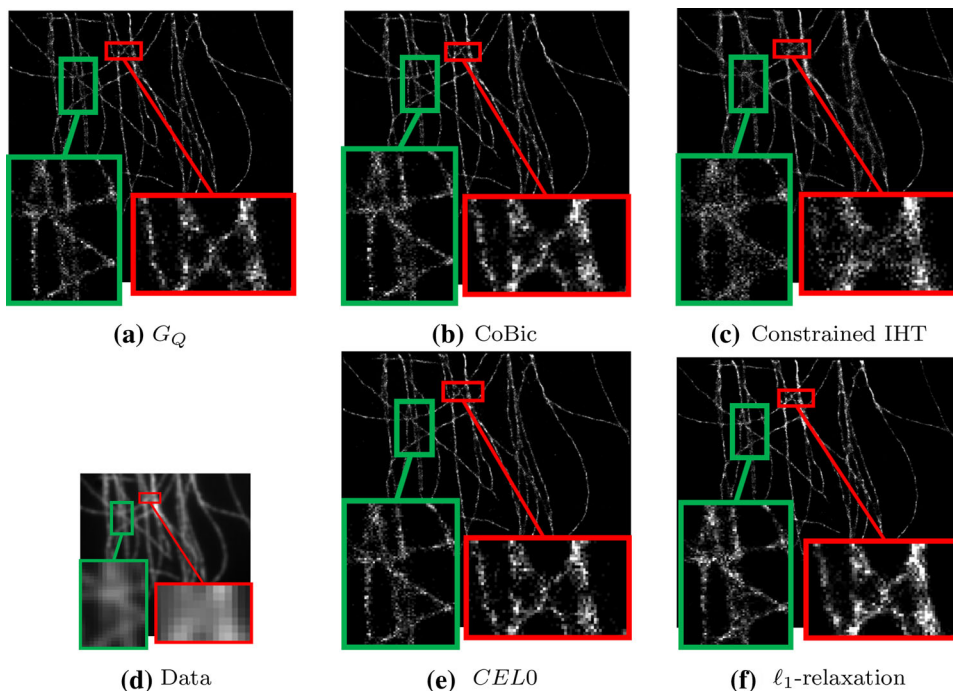 (a) G_Q
(b) CoBic
(c) Constrained IHT
(d) Data
(e) CEL0
(f) ℓ₁-relaxation